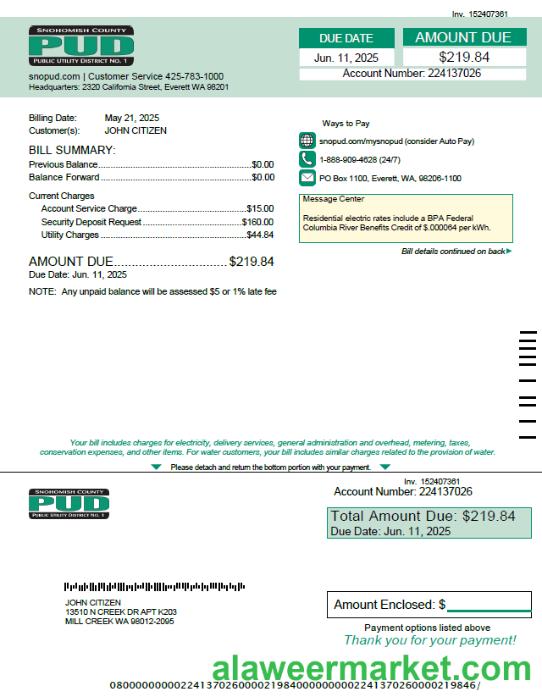 Inv. 152407361
SNOHOMISH COUNTY
PUD
PUBLIC UTILITY DISTRICT NO. 1
DUE DATE
AMOUNT DUE
Jun. 11, 2025
$219.84
snopud.com | Customer Service 425-783-1000
Account Number: 224137026
Headquarters: 2320 California Street, Everett WA 98201
Billing Date: May 21, 2025
Customer(s): JOHN CITIZEN
BILL SUMMARY:
Previous Balance...$0.00
Balance Forward...$0.00
Current Charges
Account Service Charge...$15.00
Security Deposit Request...$160.00
Utility Charges...$44.84
AMOUNT DUE...$219.84
Due Date: Jun. 11, 2025
NOTE: Any unpaid balance will be assessed $5 or 1% late fee
Ways to Pay
snopud.com/mysnopud (consider Auto Pay)
1-888-909-4628 (24/7)
PO Box 1100, Everett, WA, 98206-1100
Message Center
Residential electric rates include a BPA Federal
Columbia River Benefits Credit of $.000064 per kWh.
Bill details continued on back
Your bill includes charges for electricity, delivery services, general administration and overhead, metering, taxes,
conservation expenses, and other items. For water customers, your bill includes similar charges related to the provision of water.
Please detach and return the bottom portion with your payment.
SNOHOMISH COUNTY
PUD
PUBLIC UTILITY DISTRICT NO. 1
Inv. 152407361
Account Number: 224137026
Total Amount Due: $219.84
Due Date: Jun. 11, 2025
JOHN CITIZEN
13510 N CREEK DR APT K203
MILL CREEK WA 98012-2095
Amount Enclosed: $
Payment options listed above
Thank you for your payment!
alaweermarket.com
080000000002241370260000219840000000022413702600000219846/